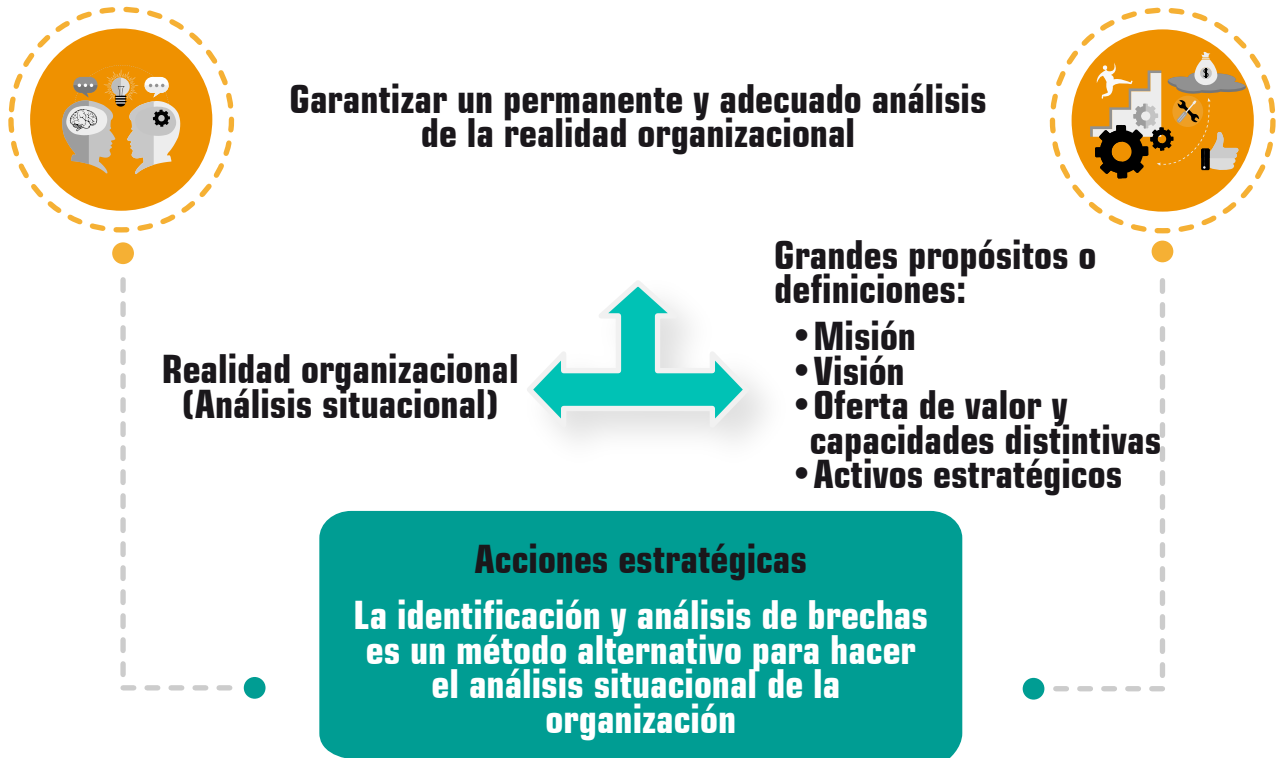 Garantizar un permanente y adecuado análisis
de la realidad organizacional
Realidad organizacional
(Análisis situacional)
Grandes propósitos o
definiciones:
• Misión
• Visión
• Oferta de valor y
capacidades distintivas
• Activos estratégicos
Acciones estratégicas
La identificación y análisis de brechas
es un método alternativo para hacer
el análisis situacional de la
organización